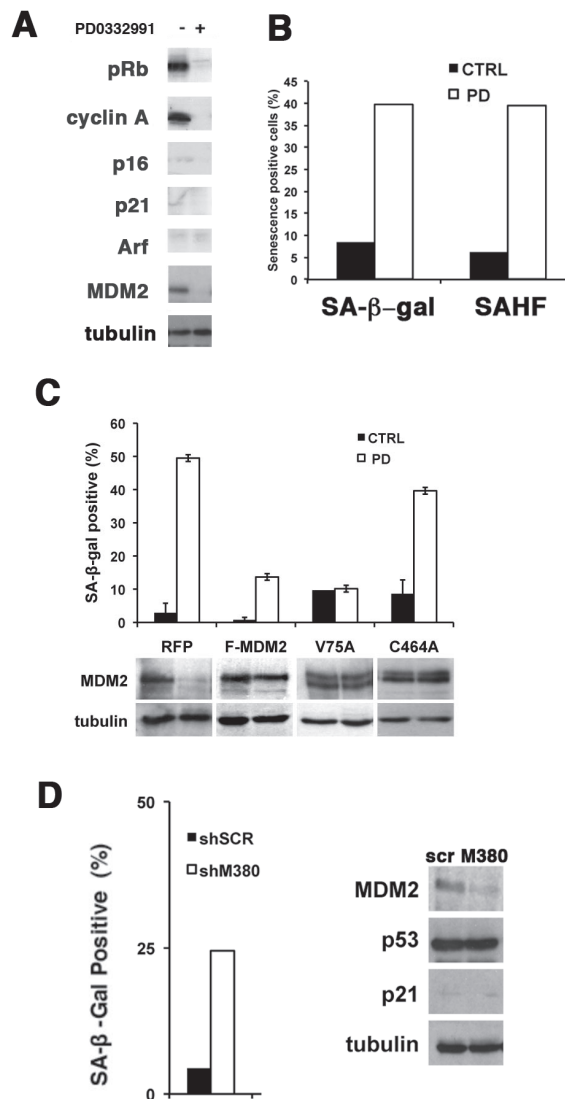 A
PD0332991 - +
pRb
cyclin A
p16
p21
Arf
MDM2
tubulin
B
CTRL
PD
Senescence positive cells (%)
45
40
35
30
25
20
15
10
5
0
SA-β-gal SAHF
C
CTRL
PD
SA-β-gal positive (%)
60
50
40
30
20
10
0
RFP F-MDM2 V75A C464A
MDM2
tubulin
D
shSCR
shM380
SA-β -Gal Positive (%)
50
25
0
scr M380
MDM2
p53
p21
tubulin